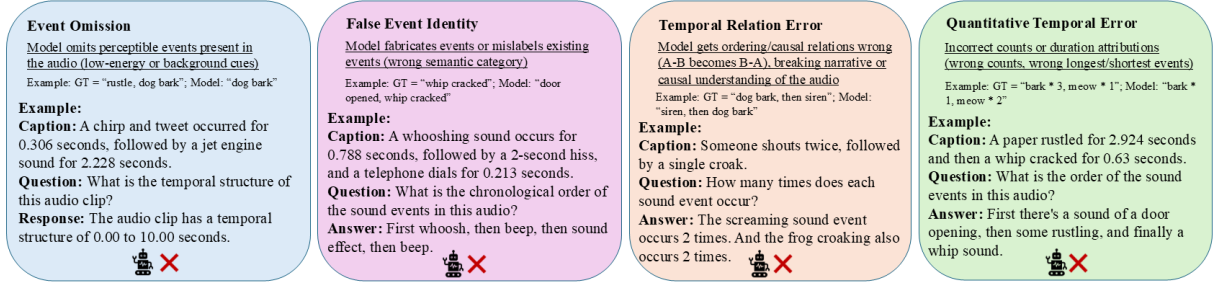 Event Omission
Model omits perceptible events present in
the audio (low-energy or background cues)
Example: GT = “rustle, dog bark”; Model: “dog bark”
Example:
Caption: A chirp and tweet occurred for
0.306 seconds, followed by a jet engine
sound for 2.228 seconds.
Question: What is the temporal structure of
this audio clip?
Response: The audio clip has a temporal
structure of 0.00 to 10.00 seconds.
False Event Identity
Model fabricates events or mislabels existing
events (wrong semantic category)
Example: GT = “whip cracked”; Model: “door
opened, whip cracked”
Example:
Caption: A whooshing sound occurs for
0.788 seconds, followed by a 2-second hiss,
and a telephone dials for 0.213 seconds.
Question: What is the chronological order of
the sound events in this audio?
Answer: First whoosh, then beep, then sound
effect, then beep.
Temporal Relation Error
Model gets ordering/causal relations wrong
(A-B becomes B-A), breaking narrative or
causal understanding of the audio
Example: GT = “dog bark, then siren”; Model:
“siren, then dog bark”
Example:
Caption: Someone shouts twice, followed
by a single croak.
Question: How many times does each
sound event occur?
Answer: The screaming sound event
occurs 2 times. And the frog croaking also
occurs 2 times.
Quantitative Temporal Error
Incorrect counts or duration attributions
(wrong counts, wrong longest/shortest events)
Example: GT = “bark * 3, meow * 1”; Model: “bark *
1, meow * 2”
Example:
Caption: A paper rustled for 2.924 seconds
and then a whip cracked for 0.63 seconds.
Question: What is the order of the sound
events in this audio?
Answer: First there's a sound of a door
opening, then some rustling, and finally a
whip sound.